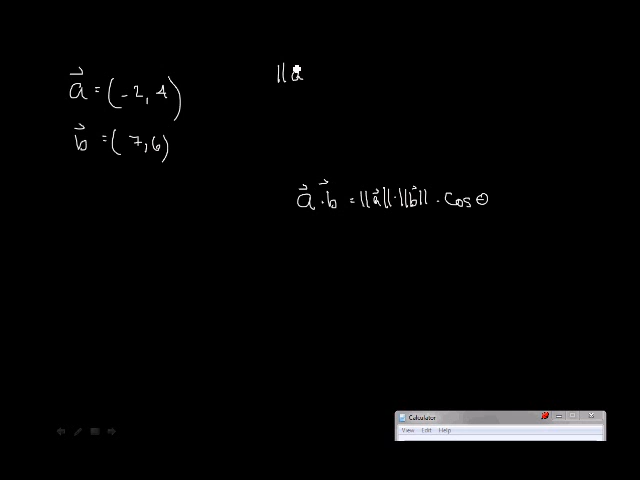 a⃗ = (-2, 4)
b⃗ = (7, 6)
||a
a⃗ · b⃗ = ||a⃗|| · ||b⃗|| · cos θ
Calculator
View Edit Help